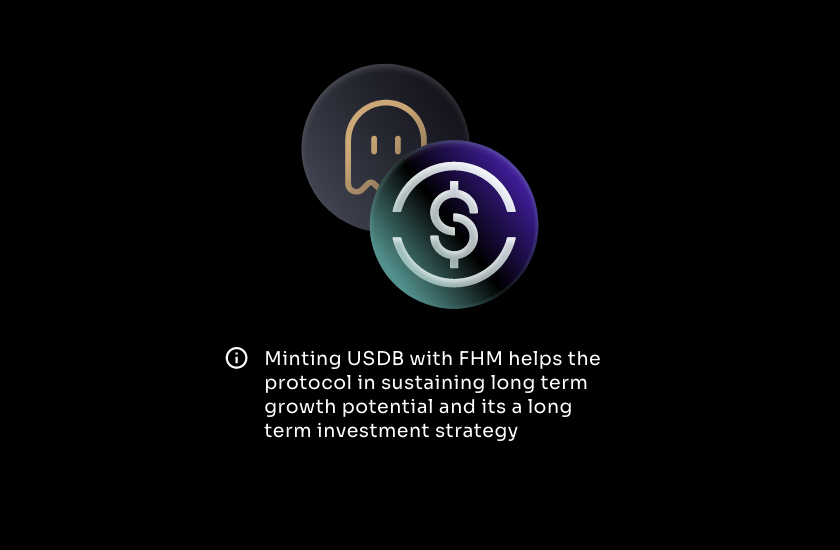 Minting USDB with FHM helps the
protocol in sustaining long term
growth potential and its a long
term investment strategy